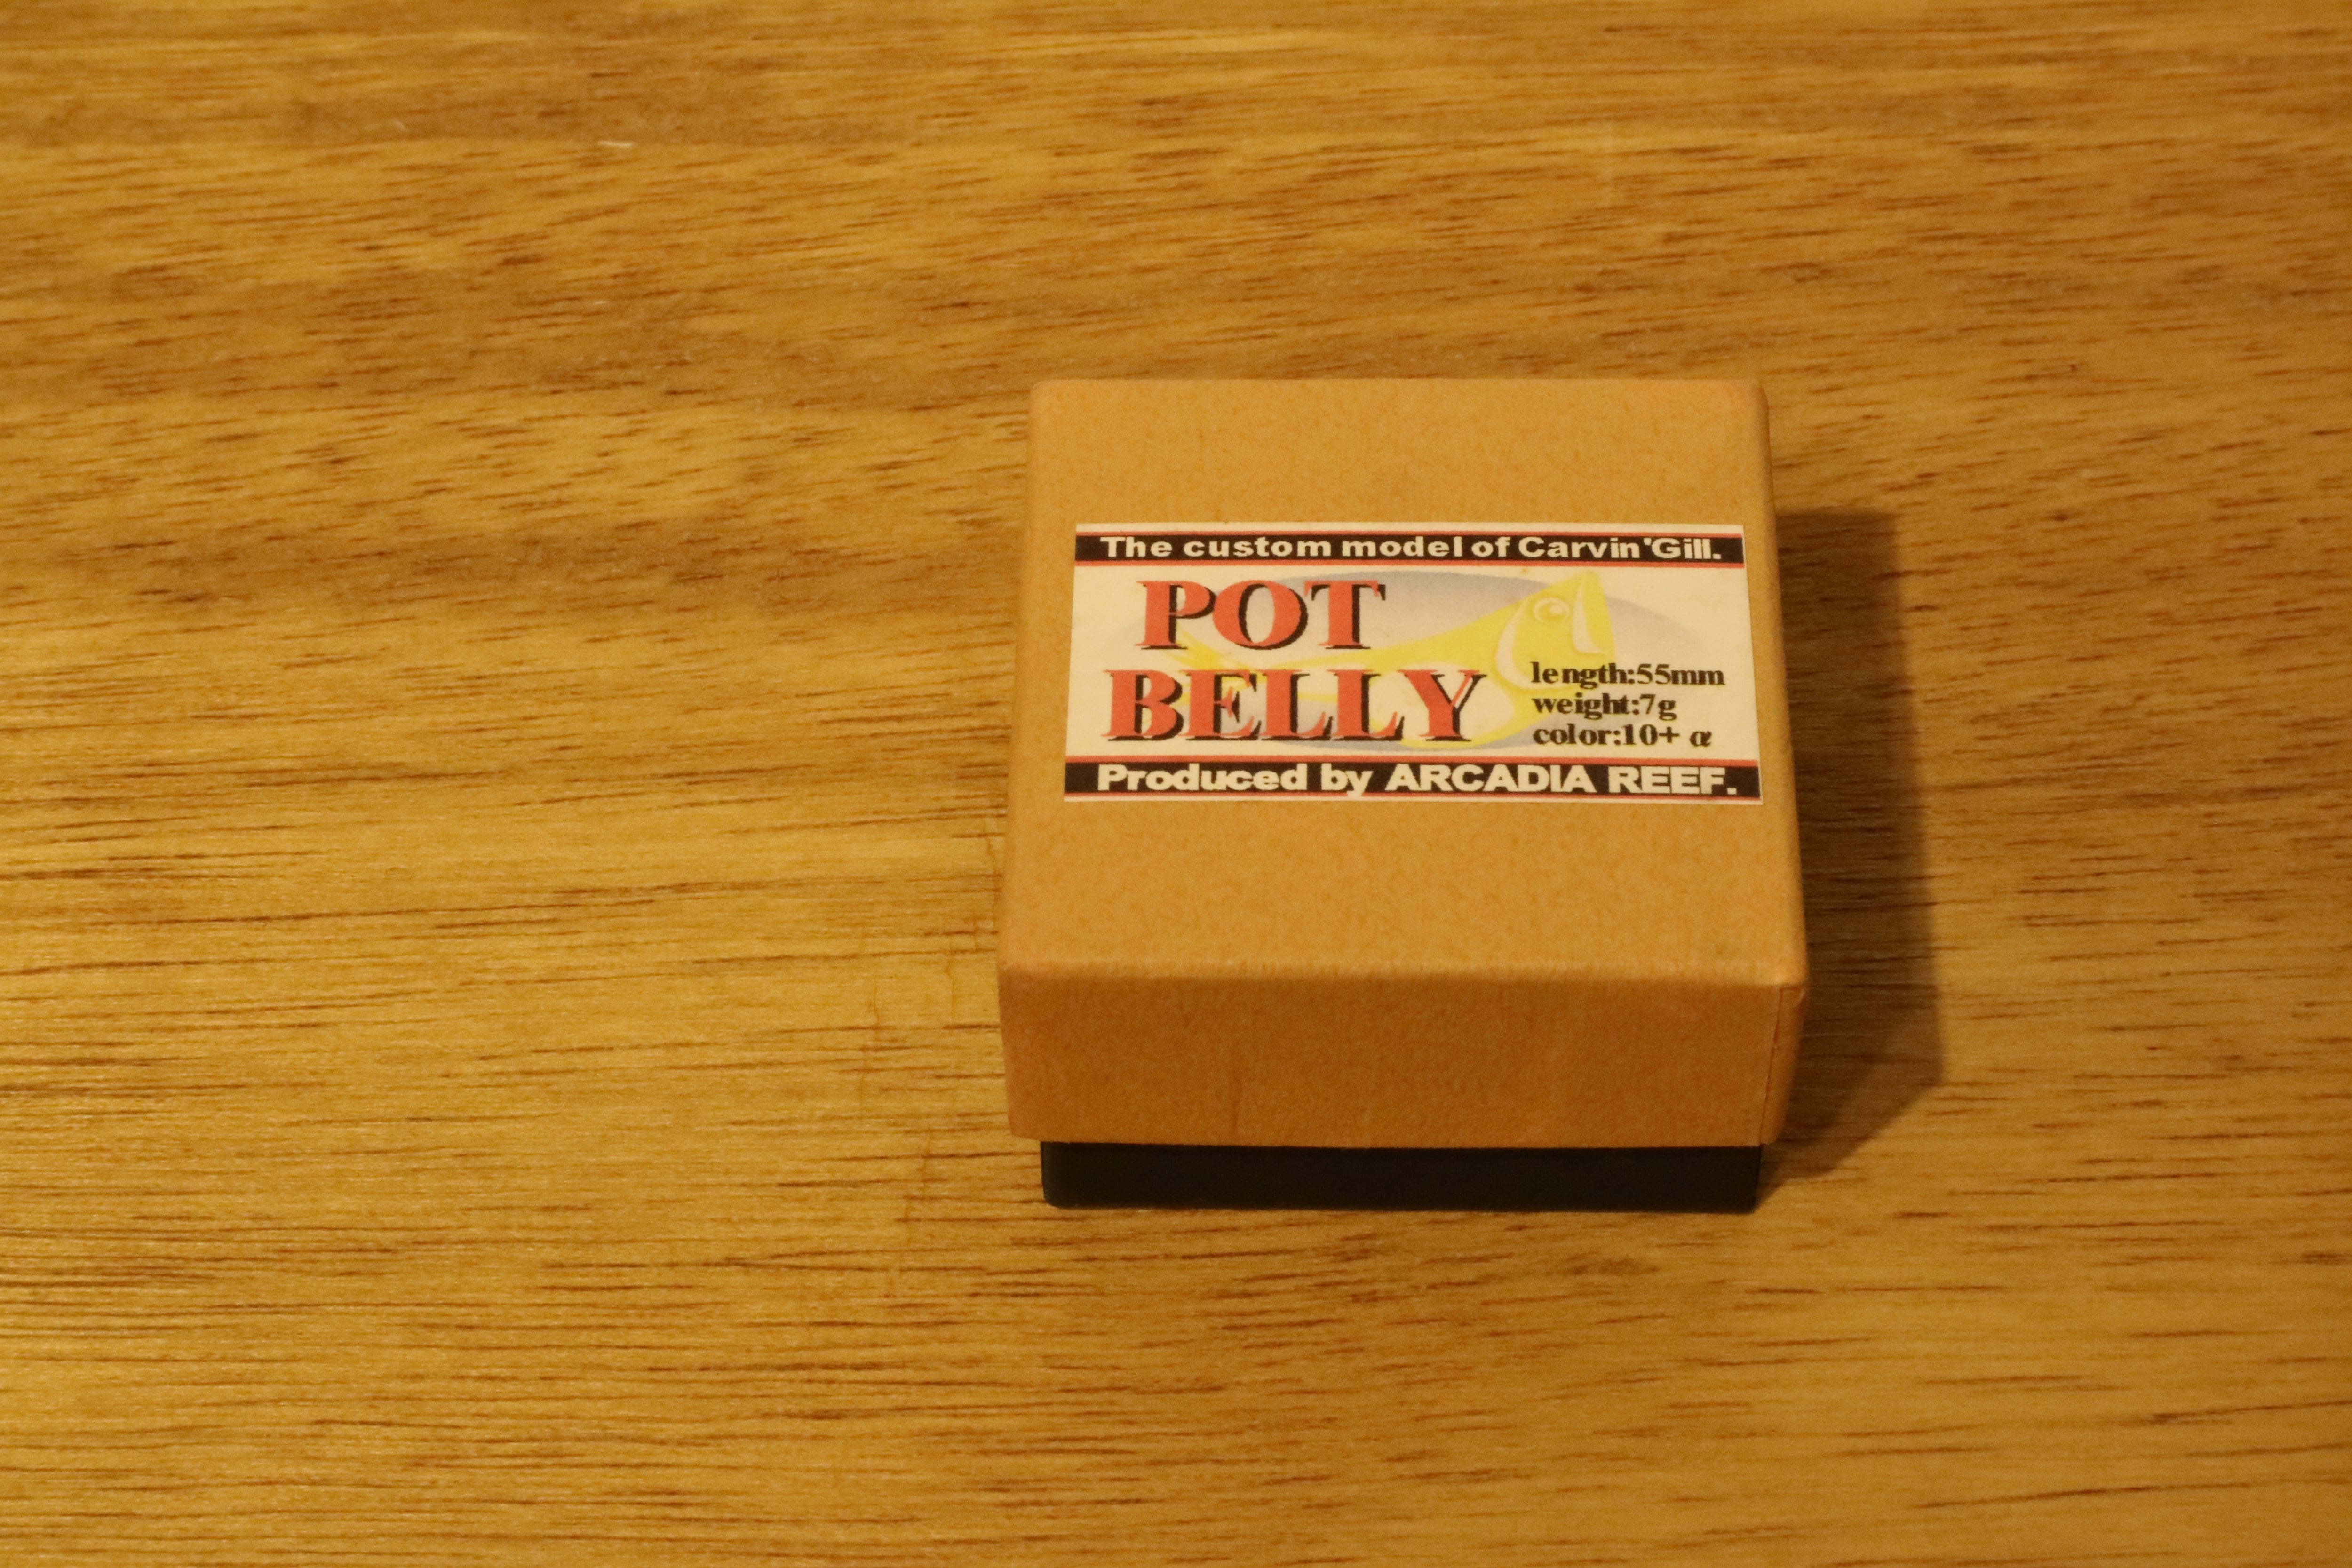 The custom model of Carvin'Gill.
POT
BELLY
length:55mm
weight:7g
color:10+ α
Produced by ARCADIA REEF.